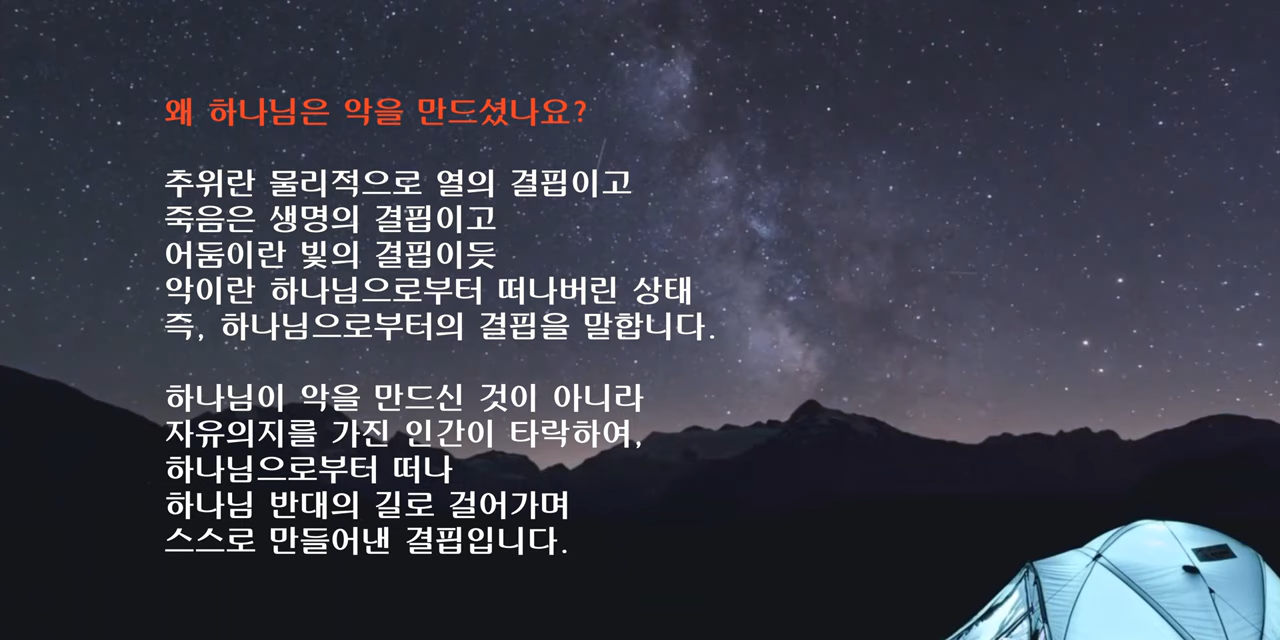 왜 하나님은 악을 만드셨나요?
추위란 물리적으로 열의 결핍이고
죽음은 생명의 결핍이고
어둠이란 빛의 결핍이듯
악이란 하나님으로부터 떠나버린 상태
즉, 하나님으로부터의 결핍을 말합니다.
하나님이 악을 만드신 것이 아니라
자유의지를 가진 인간이 타락하여,
하나님으로부터 떠나
하나님 반대의 길로 걸어가며
스스로 만들어낸 결핍입니다.